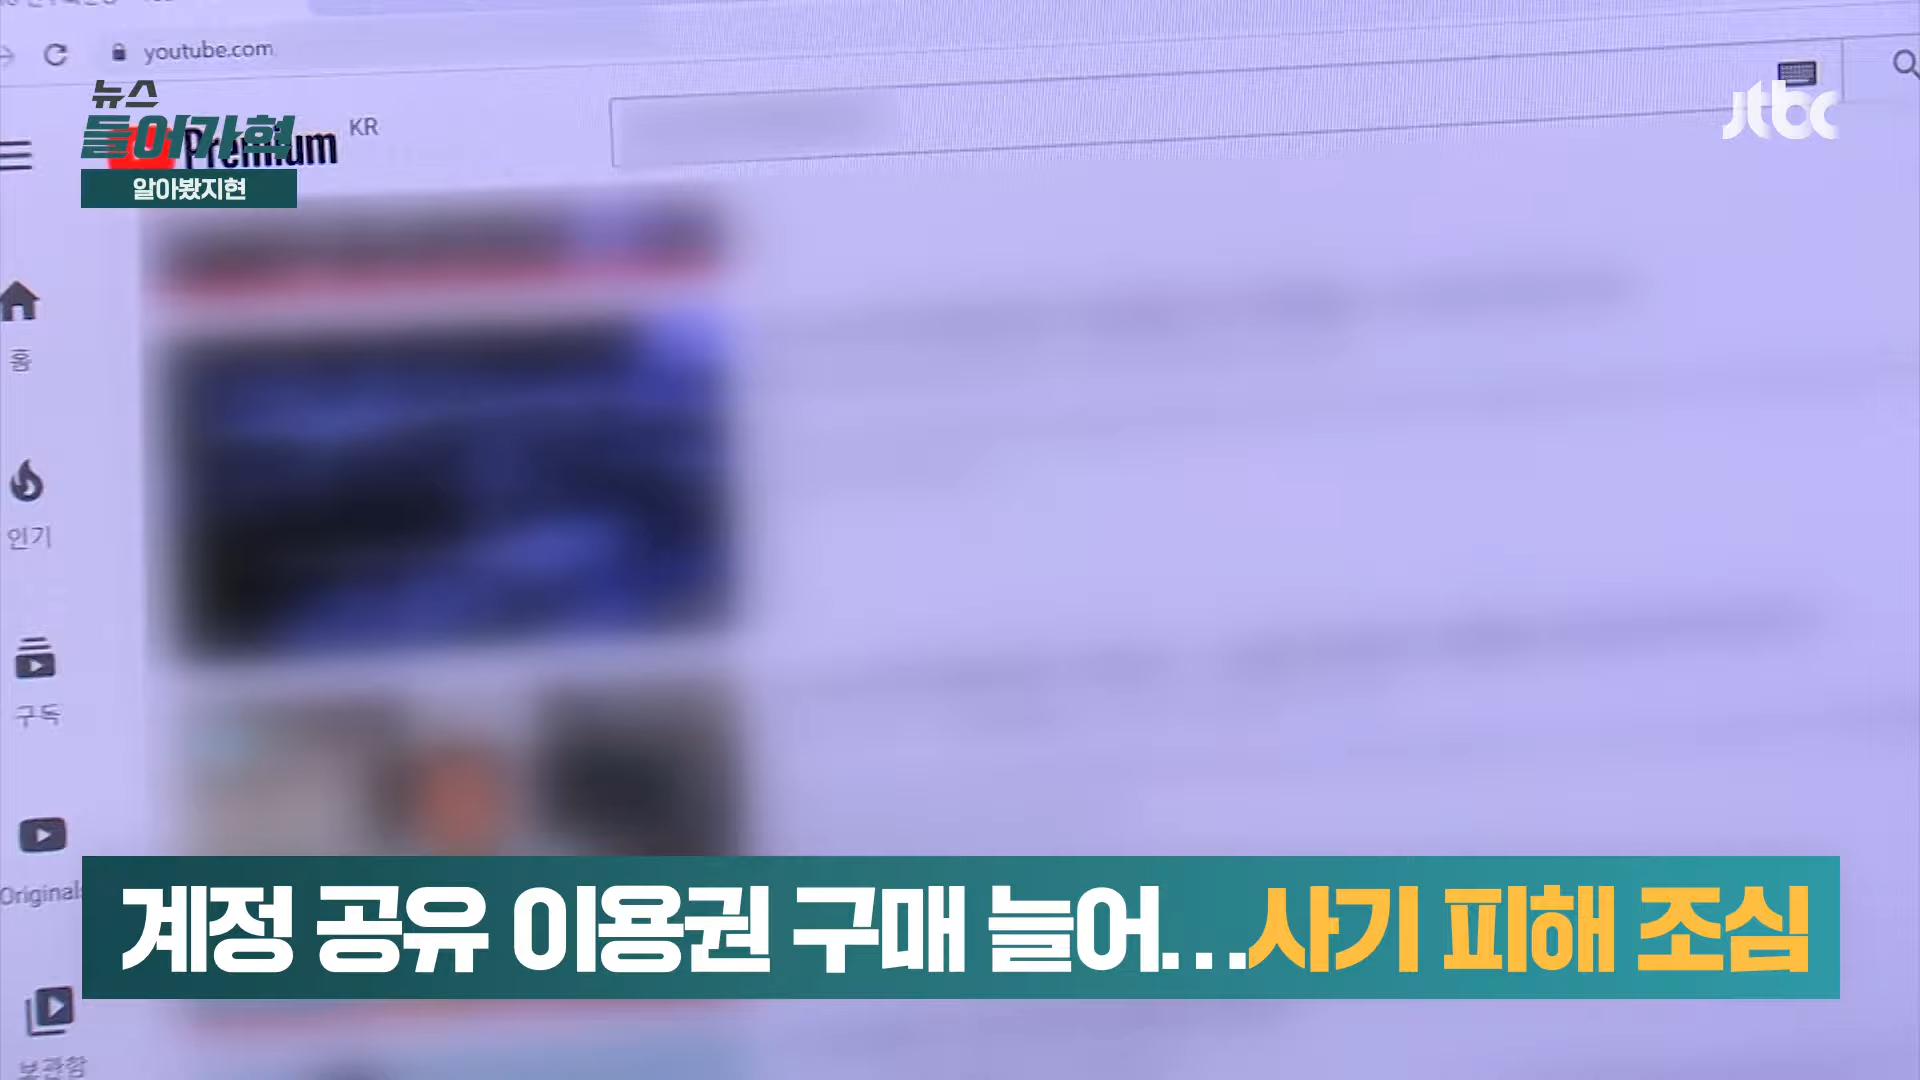 youtube.com
뉴스
들어가혁
Premium
KR
jtbc
알아봤지현
홈
인기
구독
Originals
계정 공유 이용권 구매 늘어...사기 피해 조심
보관함